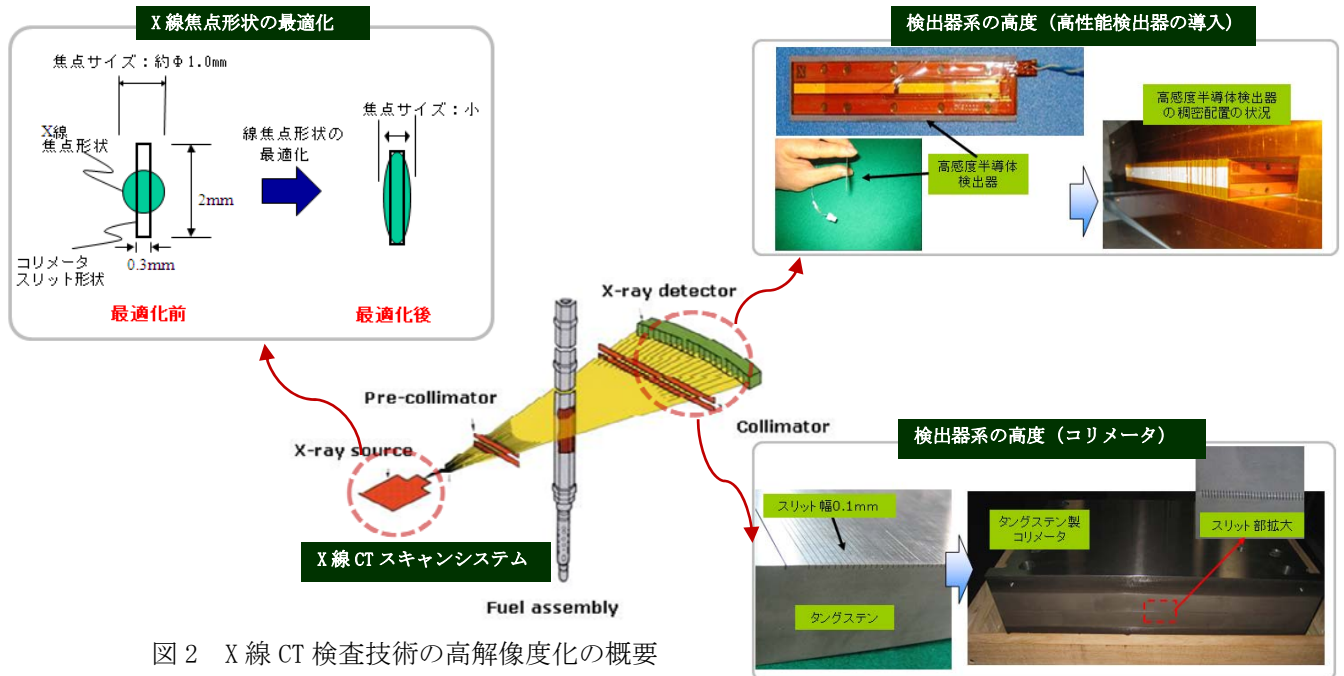 X線焦点形状の最適化
焦点サイズ：約Φ1.0mm
X線
焦点形状
2mm
コリメータ
スリット形状
0.3mm
最適化前
線焦点形状の
最適化
焦点サイズ：小
最適化後
検出器系の高度（高性能検出器の導入）
高感度半導体
検出器
高感度半導体検出器
の稠密配置の状況
X-ray detector
Pre-collimator
X-ray source
Collimator
X線CTスキャンシステム
Fuel assembly
検出器系の高度（コリメータ）
スリット幅0.1mm
タングステン
タングステン製
コリメータ
スリット部拡大
図2 X線CT検査技術の高解像度化の概要